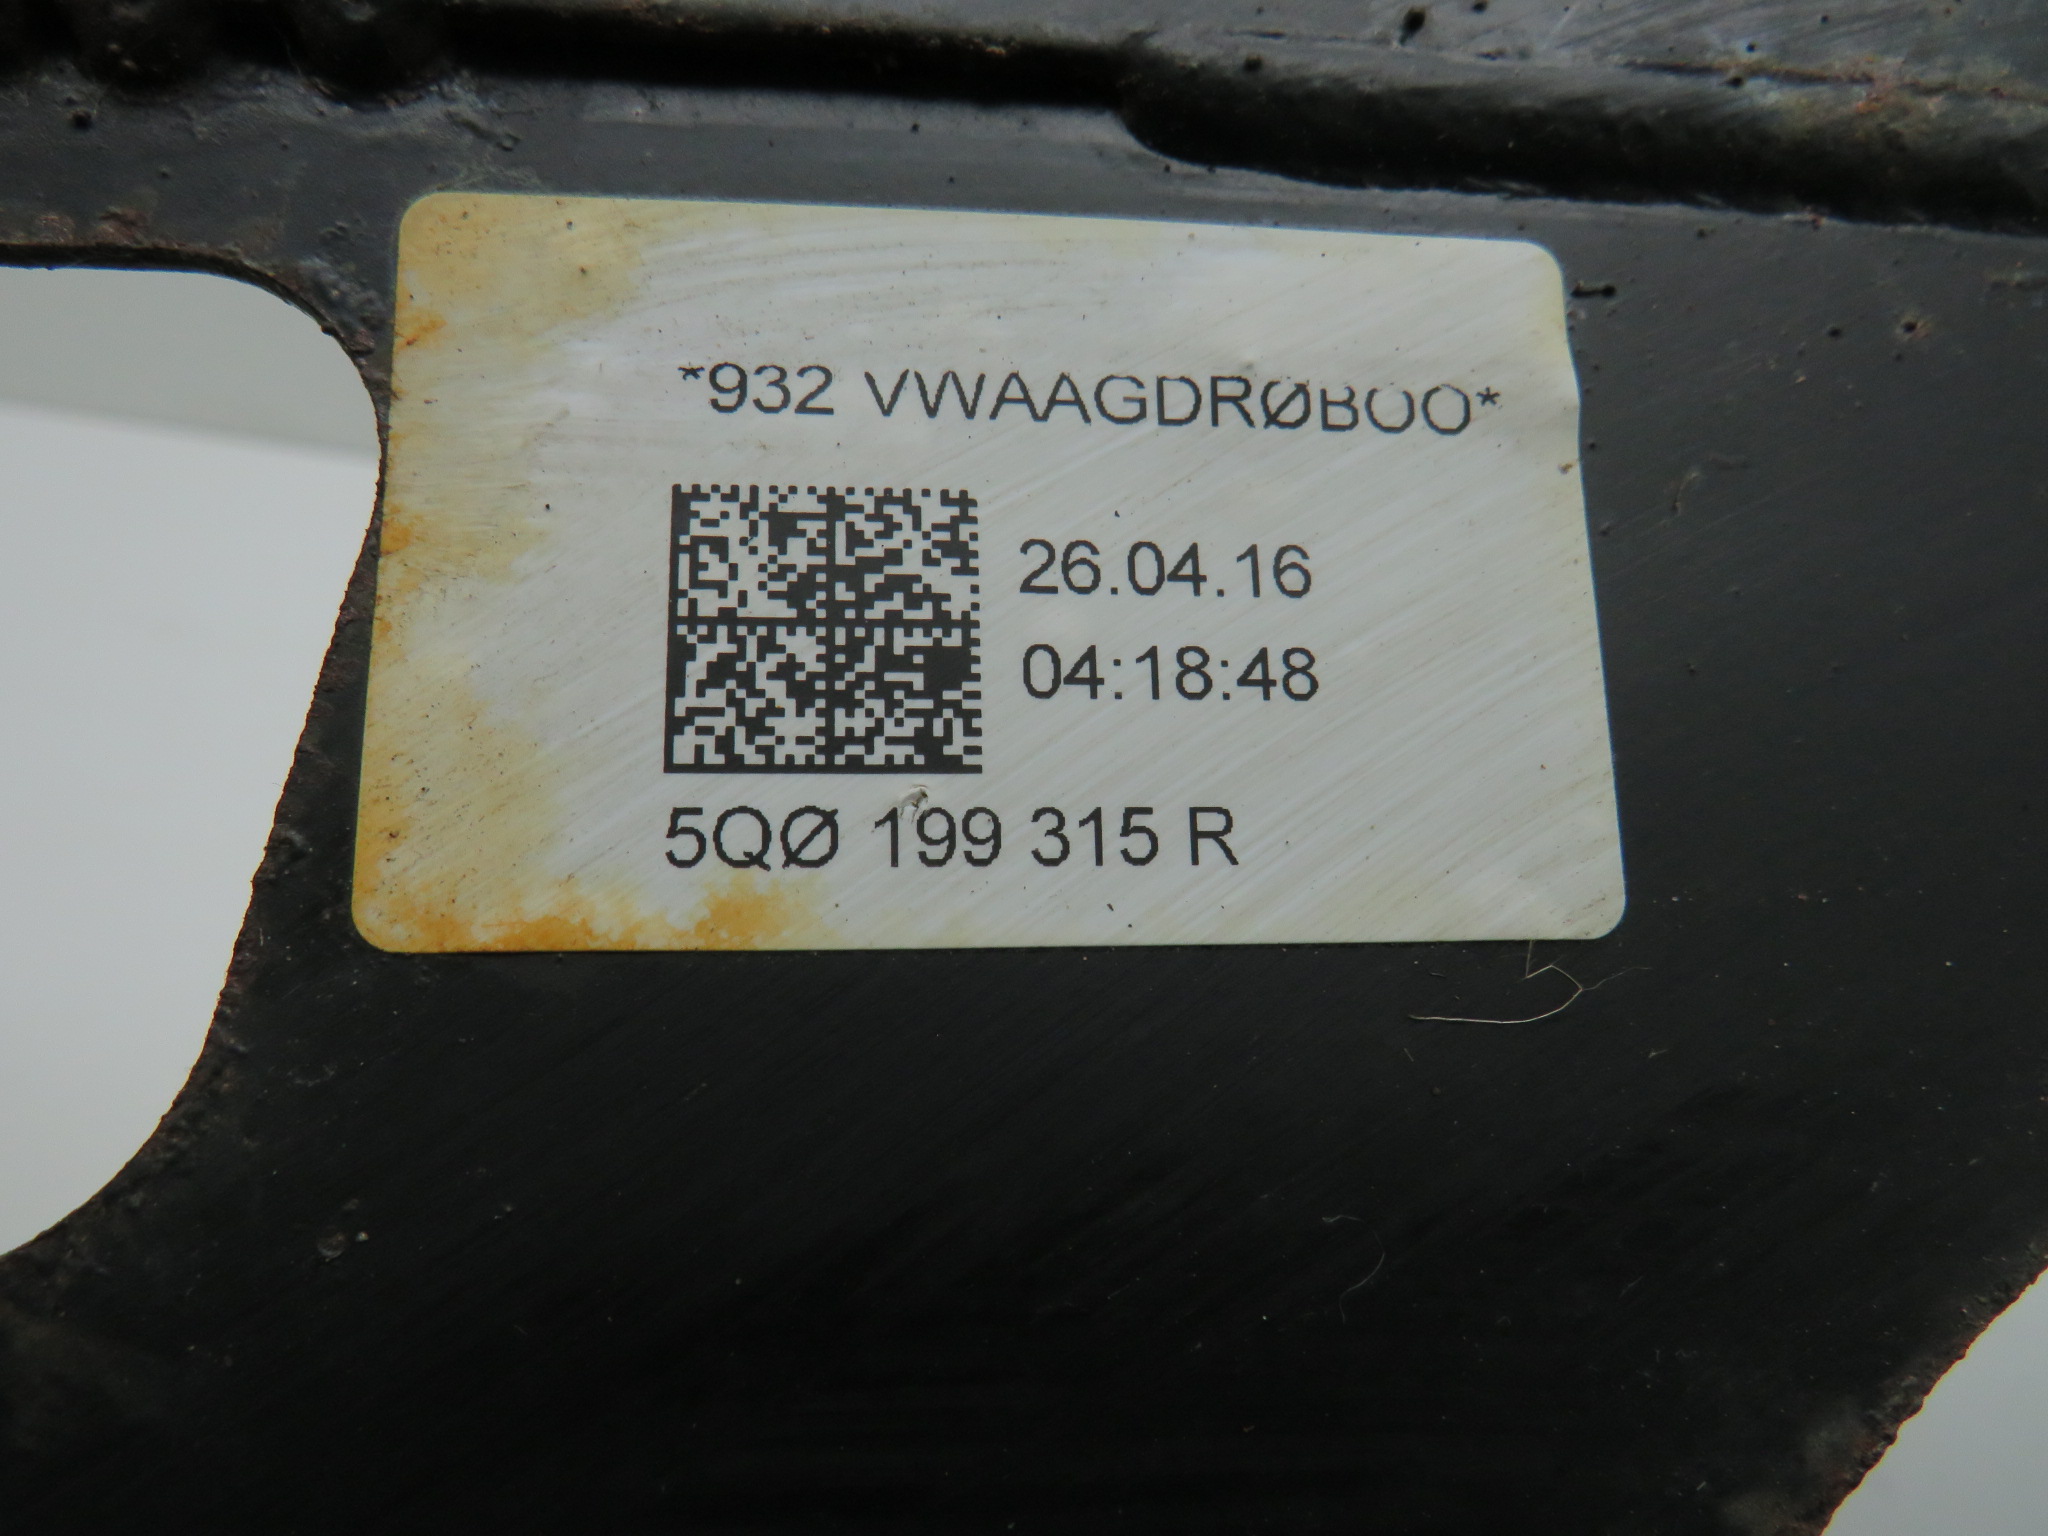 *932 VWAAGDRØBOO*
26.04.16
04:18:48
5QØ 199 315 R